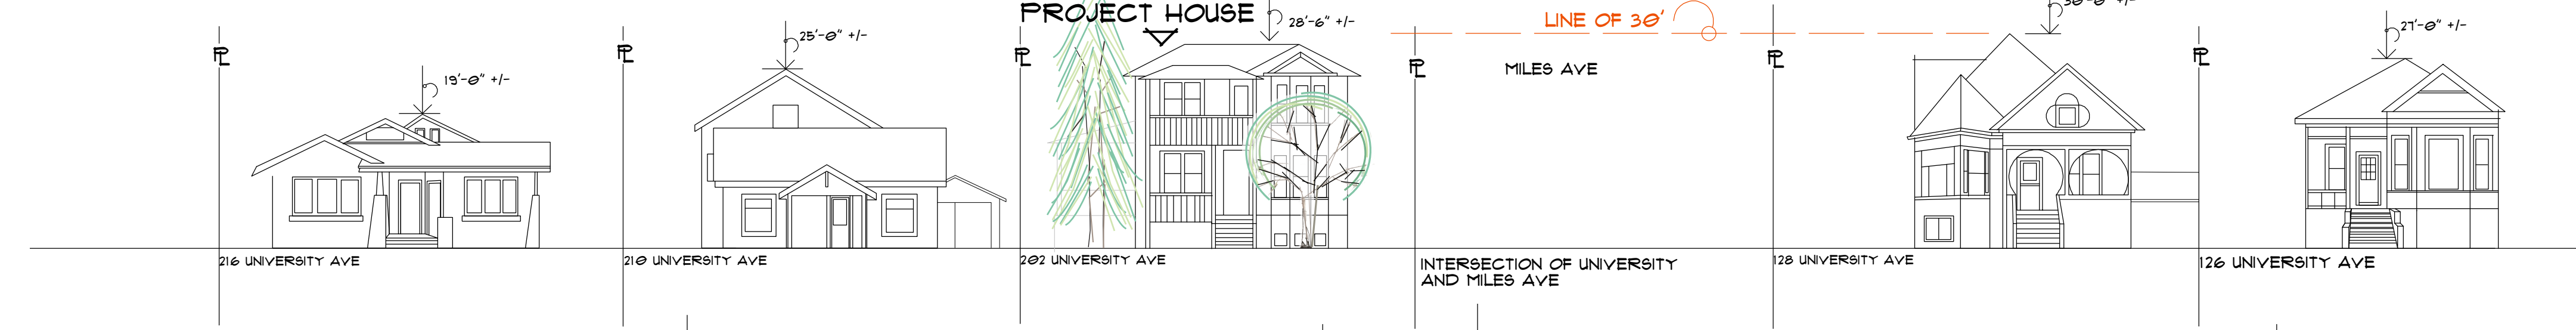 PROJECT HOUSE
28'-6" +/-
LINE OF 30'
25'-0" +/-
27'-0" +/-
19'-0" +/-
PL
PL
PL
PL
PL
PL
MILES AVE
216 UNIVERSITY AVE
210 UNIVERSITY AVE
202 UNIVERSITY AVE
INTERSECTION OF UNIVERSITY
AND MILES AVE
128 UNIVERSITY AVE
126 UNIVERSITY AVE